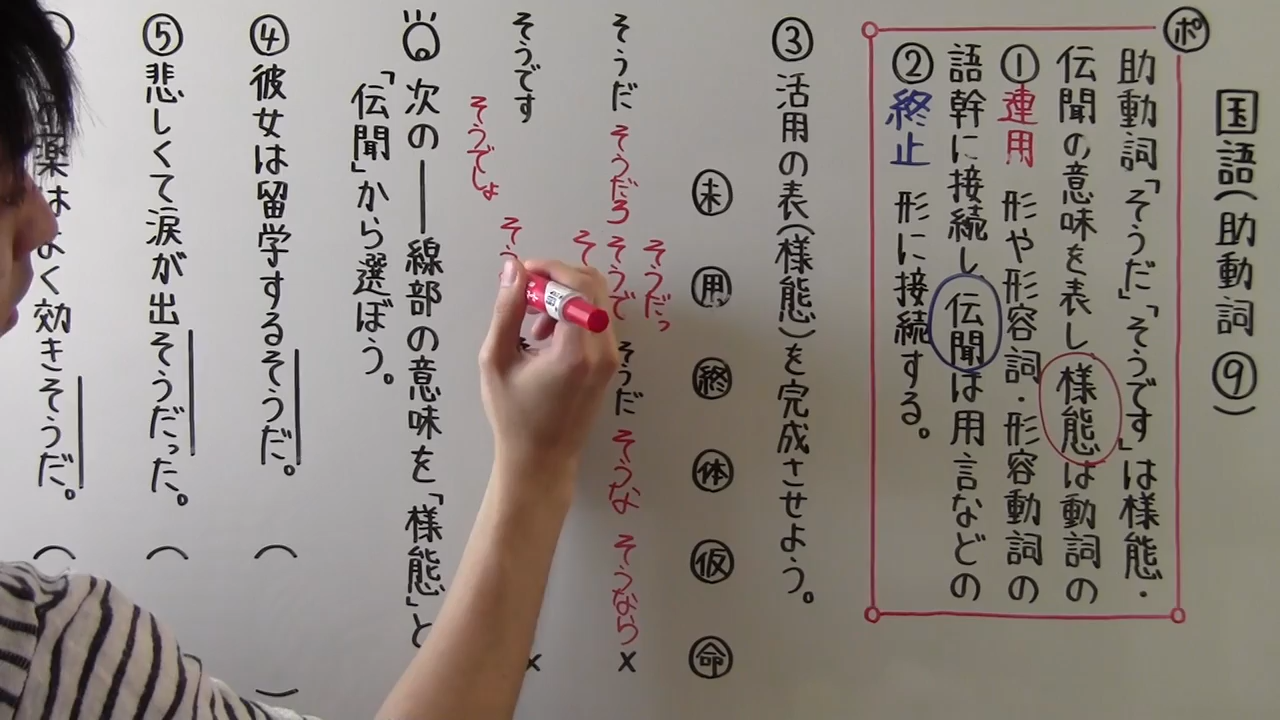 国語(助動詞⑨)
ポ
助動詞「そうだ」「そうです」は様態・
伝聞の意味を表し様態は動詞の
①連用形や形容詞・形容動詞の
語幹に接続し伝聞は用言などの
②終止形に接続する。
③活用の表(様態)を完成させよう。
未 用 終 体 仮 命
そうだっ
そうだ そうだろ そうで そうだ そうな そうなら ×
そ
そうです そうでしょ ×
次の――線部の意味を「様態」と
「伝聞」から選ぼう。
④彼女は留学するそうだ。( )
⑤悲しくて涙が出そうだった。(
薬はよく効きそうだ。(